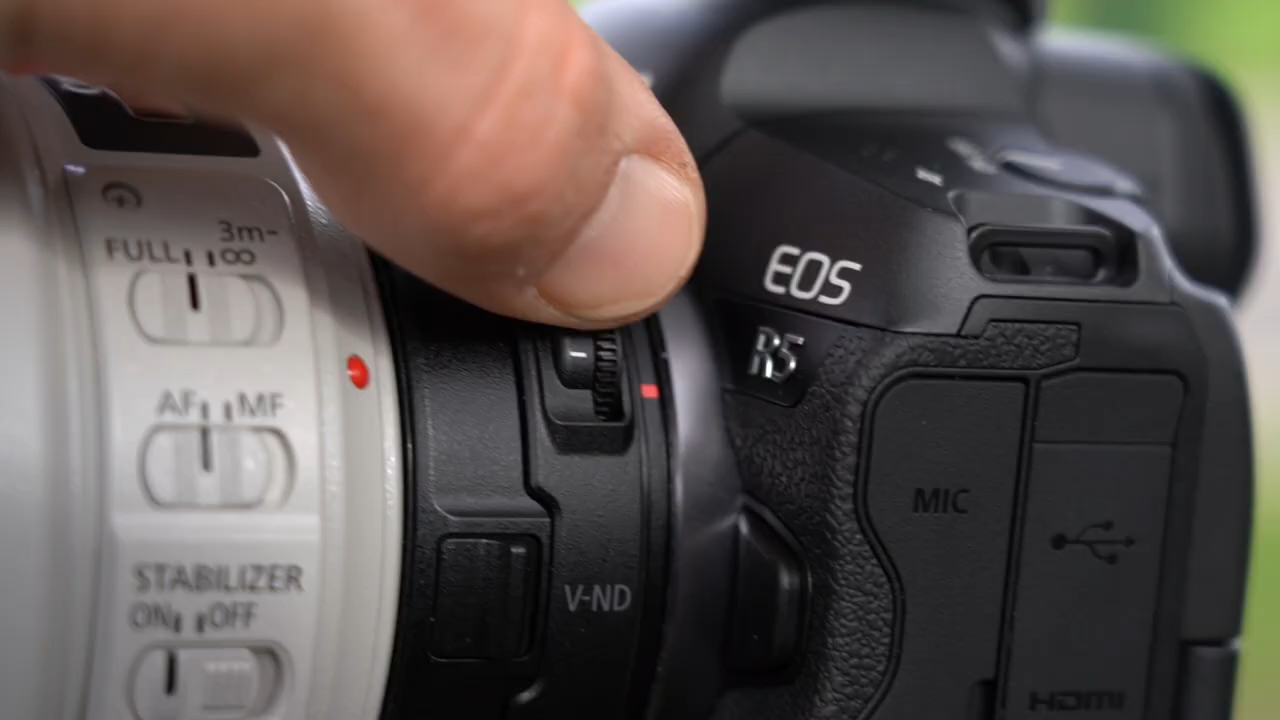 3m-
FULL ∞
AF MF
STABILIZER
ON OFF
V-ND
EOS
R5
MIC
HDMI